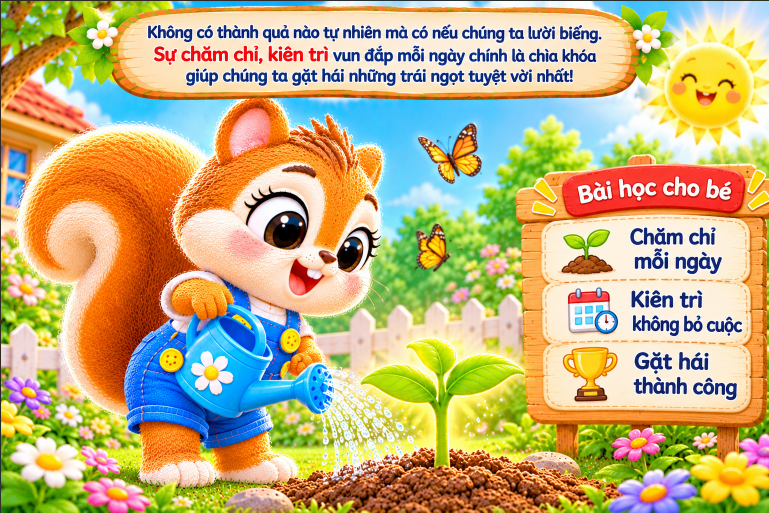 Không có thành quả nào tự nhiên mà có nếu chúng ta lười biếng.
Sự chăm chỉ, kiên trì vun đắp mỗi ngày chính là chìa khóa
giúp chúng ta gặt hái những trái ngọt tuyệt vời nhất!
Bài học cho bé
Chăm chỉ
mỗi ngày
Kiên trì
không bỏ cuộc
Gặt hái
thành công